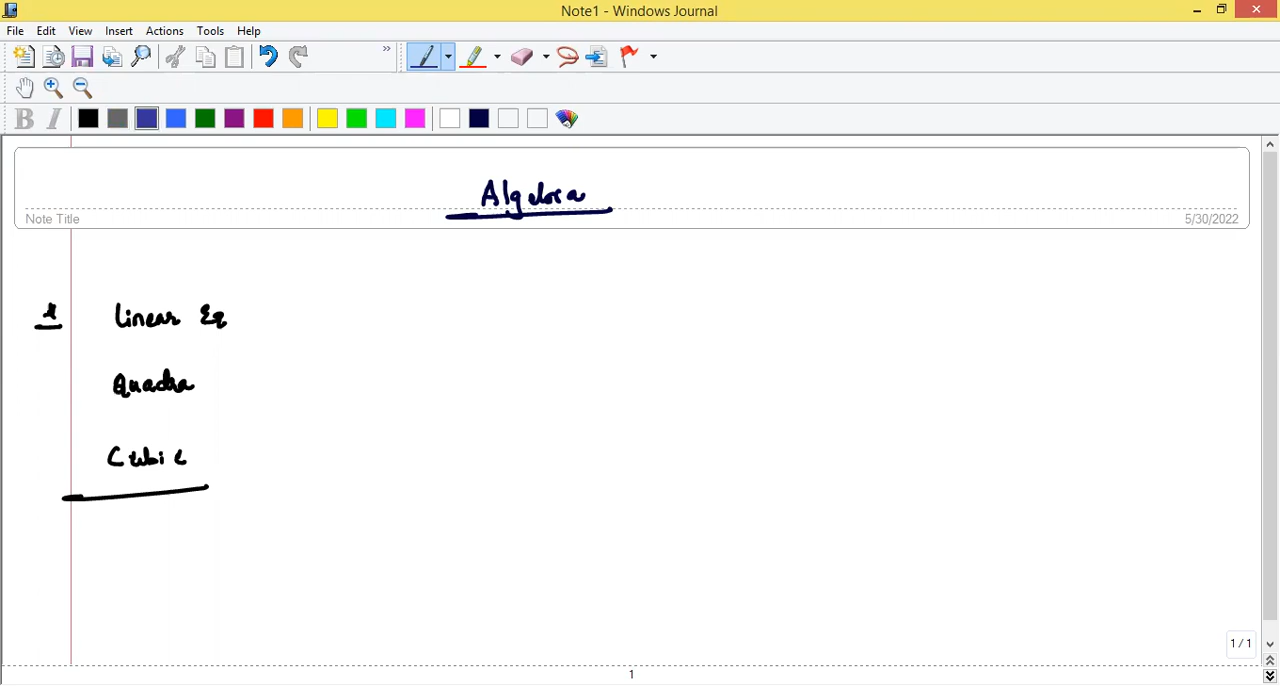 Note1 - Windows Journal
File Edit View Insert Actions Tools Help
B I
Algebra
Note Title
5/30/2022
Linear Eq
Quadra
Cubic
1 / 1
1